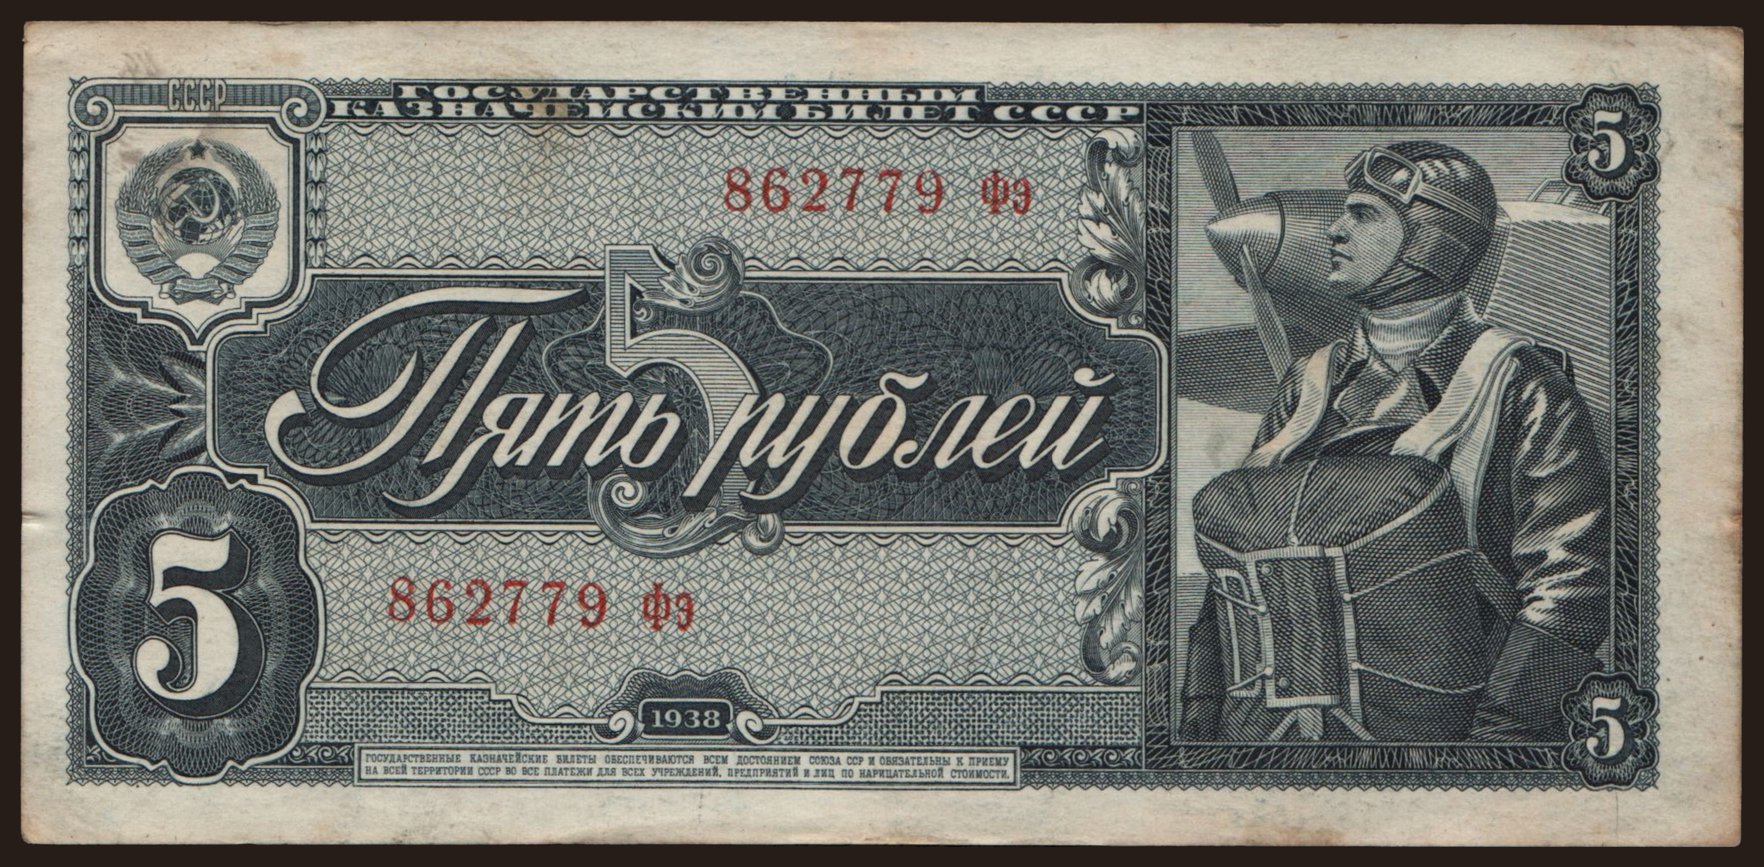 СССР
ГОСУДАРСТВЕННЫЙ
КАЗНАЧЕЙСКИЙ БИЛЕТ СССР
5
862779 фэ
5
Пять рублей
5
862779 фэ
1938
5
ГОСУДАРСТВЕННЫЕ КАЗНАЧЕЙСКИЕ БИЛЕТЫ ОБЕСПЕЧИВАЮТСЯ ВСЕМ ДОСТОЯНИЕМ СОЮЗА ССР И ОБЯЗАТЕЛЬНЫ К ПРИЕМУ
НА ВСЕЙ ТЕРРИТОРИИ СССР ВО ВСЕ ПЛАТЕЖИ ДЛЯ ВСЕХ УЧРЕЖДЕНИЙ, ПРЕДПРИЯТИЙ И ЛИЦ ПО НАРИЦАТЕЛЬНОЙ СТОИМОСТИ.